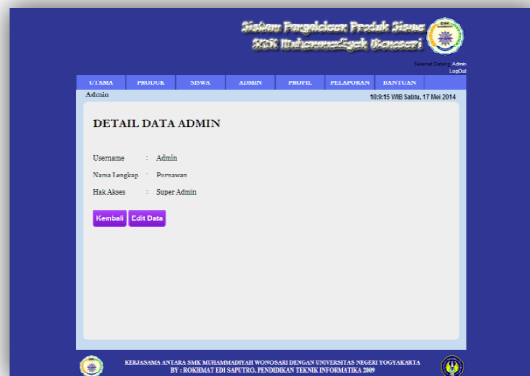 Sistem Pengelolaan Produk Siswa
SMK Muhammadiyah Wonosari
Selamat Datang, Admin
LogOut
UTAMA PRODUK SISWA ADMIN PROFIL PELAPORAN BANTUAN
Admin 10:9:15 WIB Sabtu, 17 Mei 2014
DETAIL DATA ADMIN
Username : Admin
Nama Lengkap : Purnawan
Hak Akses : Super Admin
Kembali Edit Data
KERJASAMA ANTARA SMK MUHAMMADIYAH WONOSARI DENGAN UNIVERSITAS NEGERI YOGYAKARTA
BY : ROKHMAT EDI SAPUTRO, PENDIDIKAN TEKNIK INFORMATIKA 2009